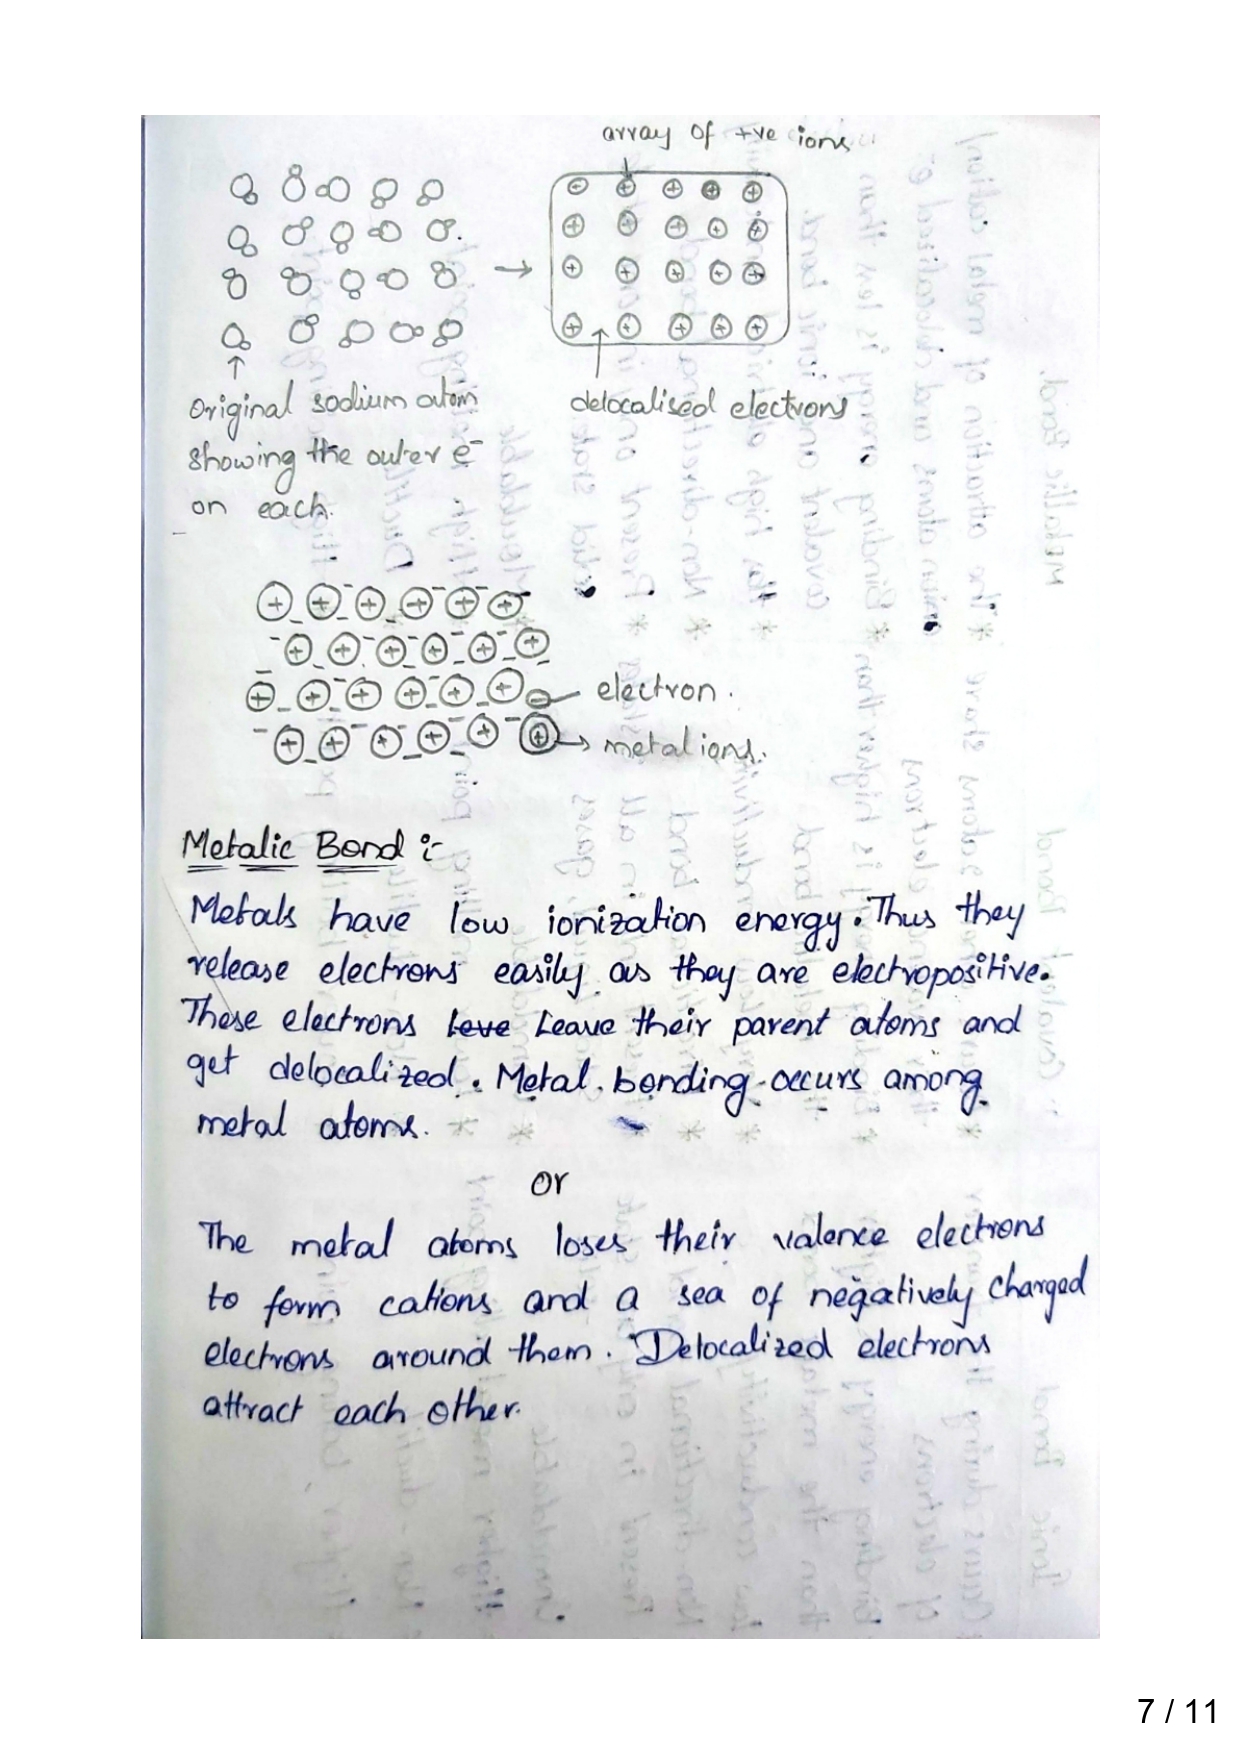 array of +ve ions
Original sodium atom
showing the outer e⁻
on each.
delocalised electrons
electron.
metal ions.
Metalic Bond :-
Metals have low ionization energy. Thus they
release electrons easily as they are electropositive.
These electrons leve Leave their parent atoms and
get delocalized. Metal bonding occurs among
metal atoms.
or
The metal atoms loses their valence electrons
to form cations and a sea of negatively charged
electrons around them. Delocalized electrons
attract each other.
7 / 11